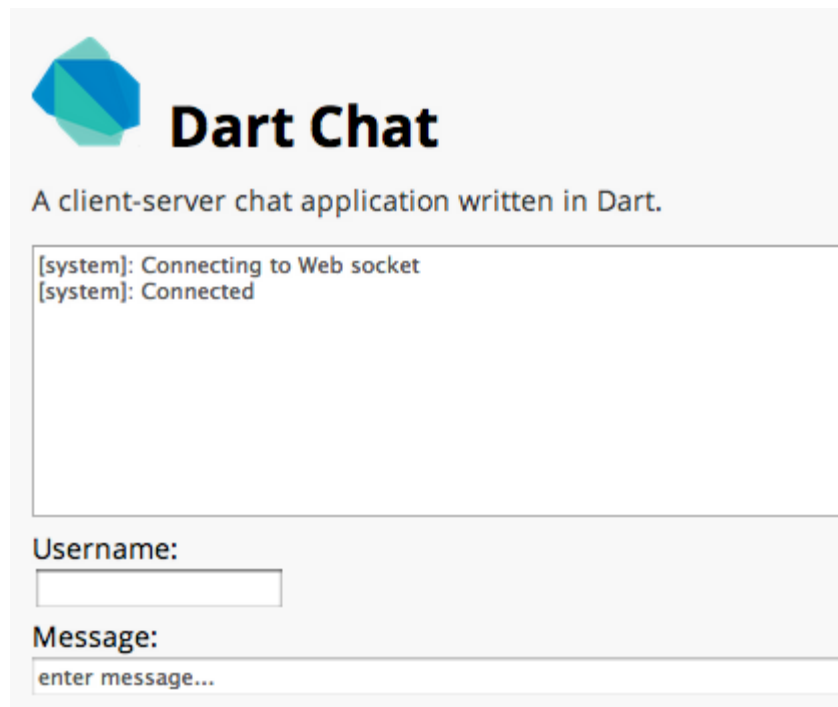 Dart Chat
A client-server chat application written in Dart.
[system]: Connecting to Web socket
[system]: Connected
Username:
Message:
enter message...